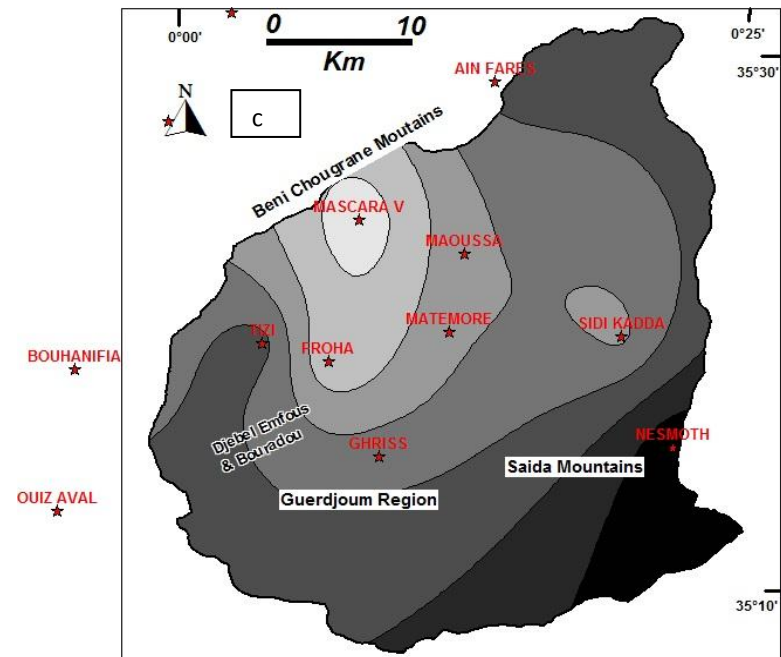 0°00'
0 10
Km
0°25'
35°30'
AIN FARES
N
c
Beni Chougrane Moutains
MASCARA V
MAOUSSA
MATEMORE
SIDI KADDA
TIZI
FROHA
BOUHANIFIA
Djebel Emfous
& Bouradou
GHRISS
NESMOTH
Saida Mountains
Guerdjoum Region
OUIZ AVAL
35°10'